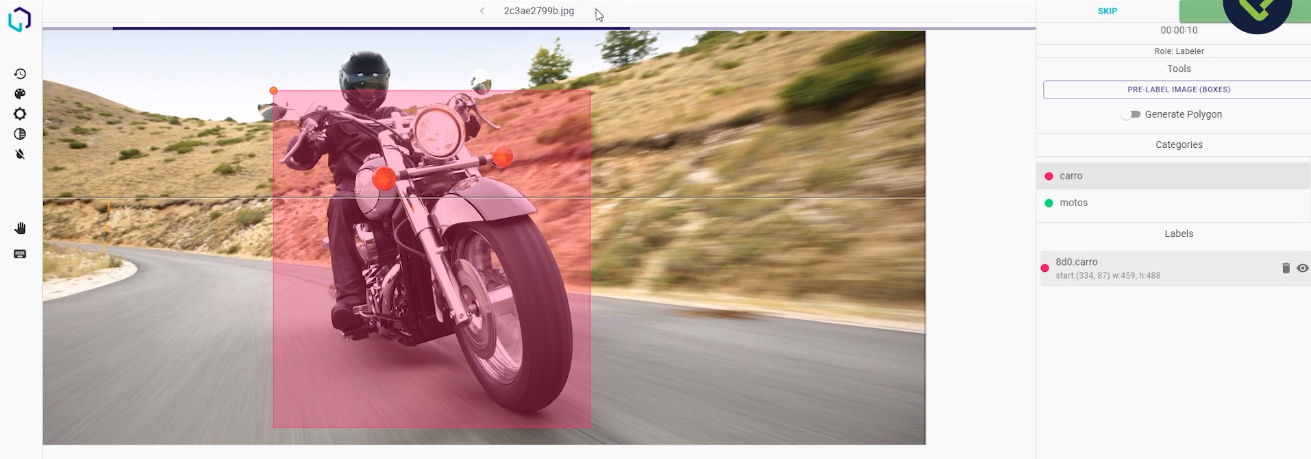 2c3ae2799b.jpg
SKIP
00:00:10
Role: Labeler
Tools
PRE-LABEL IMAGE (BOXES)
Generate Polygon
Categories
carro
motos
Labels
8d0.carro
start:(334, 87) w:459, h:488